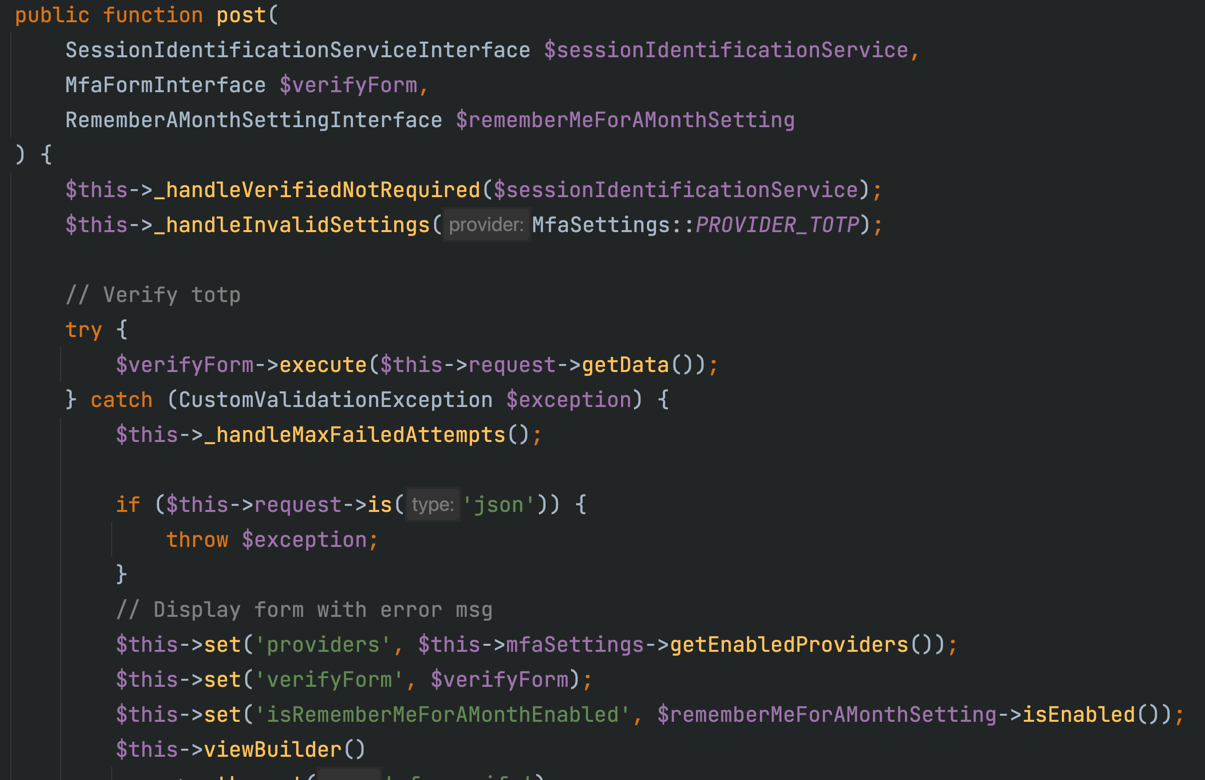 public function post(
SessionIdentificationServiceInterface $sessionIdentificationService,
MfaFormInterface $verifyForm,
RememberAMonthSettingInterface $rememberMeForAMonthSetting
) {
$this->_handleVerifiedNotRequired($sessionIdentificationService);
$this->_handleInvalidSettings( provider: MfaSettings::PROVIDER_TOTP);
// Verify totp
try {
$verifyForm->execute($this->request->getData());
} catch (CustomValidationException $exception) {
$this->_handleMaxFailedAttempts();
if ($this->request->is( type: 'json')) {
throw $exception;
}
// Display form with error msg
$this->set('providers', $this->mfaSettings->getEnabledProviders());
$this->set('verifyForm', $verifyForm);
$this->set('isRememberMeForAMonthEnabled', $rememberMeForAMonthSetting->isEnabled());
$this->viewBuilder()